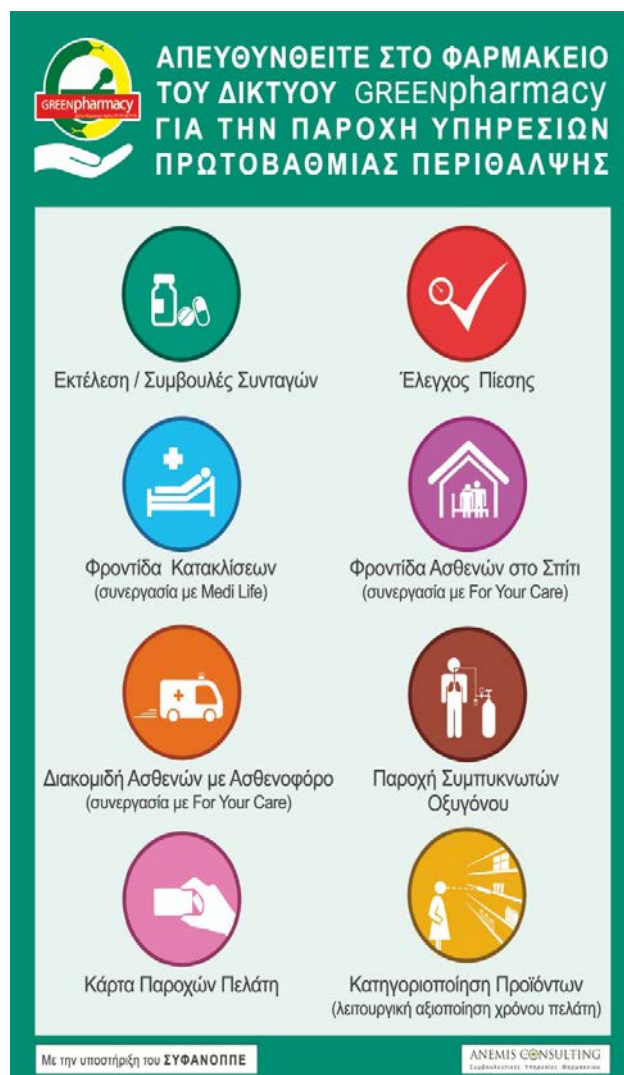 ΑΠΕΥΘΥΝΘΕΙΤΕ ΣΤΟ ΦΑΡΜΑΚΕΙΟ
ΤΟΥ ΔΙΚΤΥΟΥ GREENpharmacy
ΓΙΑ ΤΗΝ ΠΑΡΟΧΗ ΥΠΗΡΕΣΙΩΝ
ΠΡΩΤΟΒΑΘΜΙΑΣ ΠΕΡΙΘΑΛΨΗΣ
GREENpharmacy
Εκτέλεση / Συμβουλές Συνταγών
Έλεγχος Πίεσης
Φροντίδα Κατακλίσεων
(συνεργασία με Medi Life)
Φροντίδα Ασθενών στο Σπίτι
(συνεργασία με For Your Care)
Διακομιδή Ασθενών με Ασθενοφόρο
(συνεργασία με For Your Care)
Παροχή Συμπυκνωτών
Οξυγόνου
Κάρτα Παροχών Πελάτη
Κατηγοριοποίηση Προϊόντων
(λειτουργική αξιοποίηση χρόνου πελάτη)
Με την υποστήριξη του ΣΥΦΑΝΟΠΠΕ
ANEMIS CONSULTING
Συμβουλευτικές Υπηρεσίες Φαρμακείου